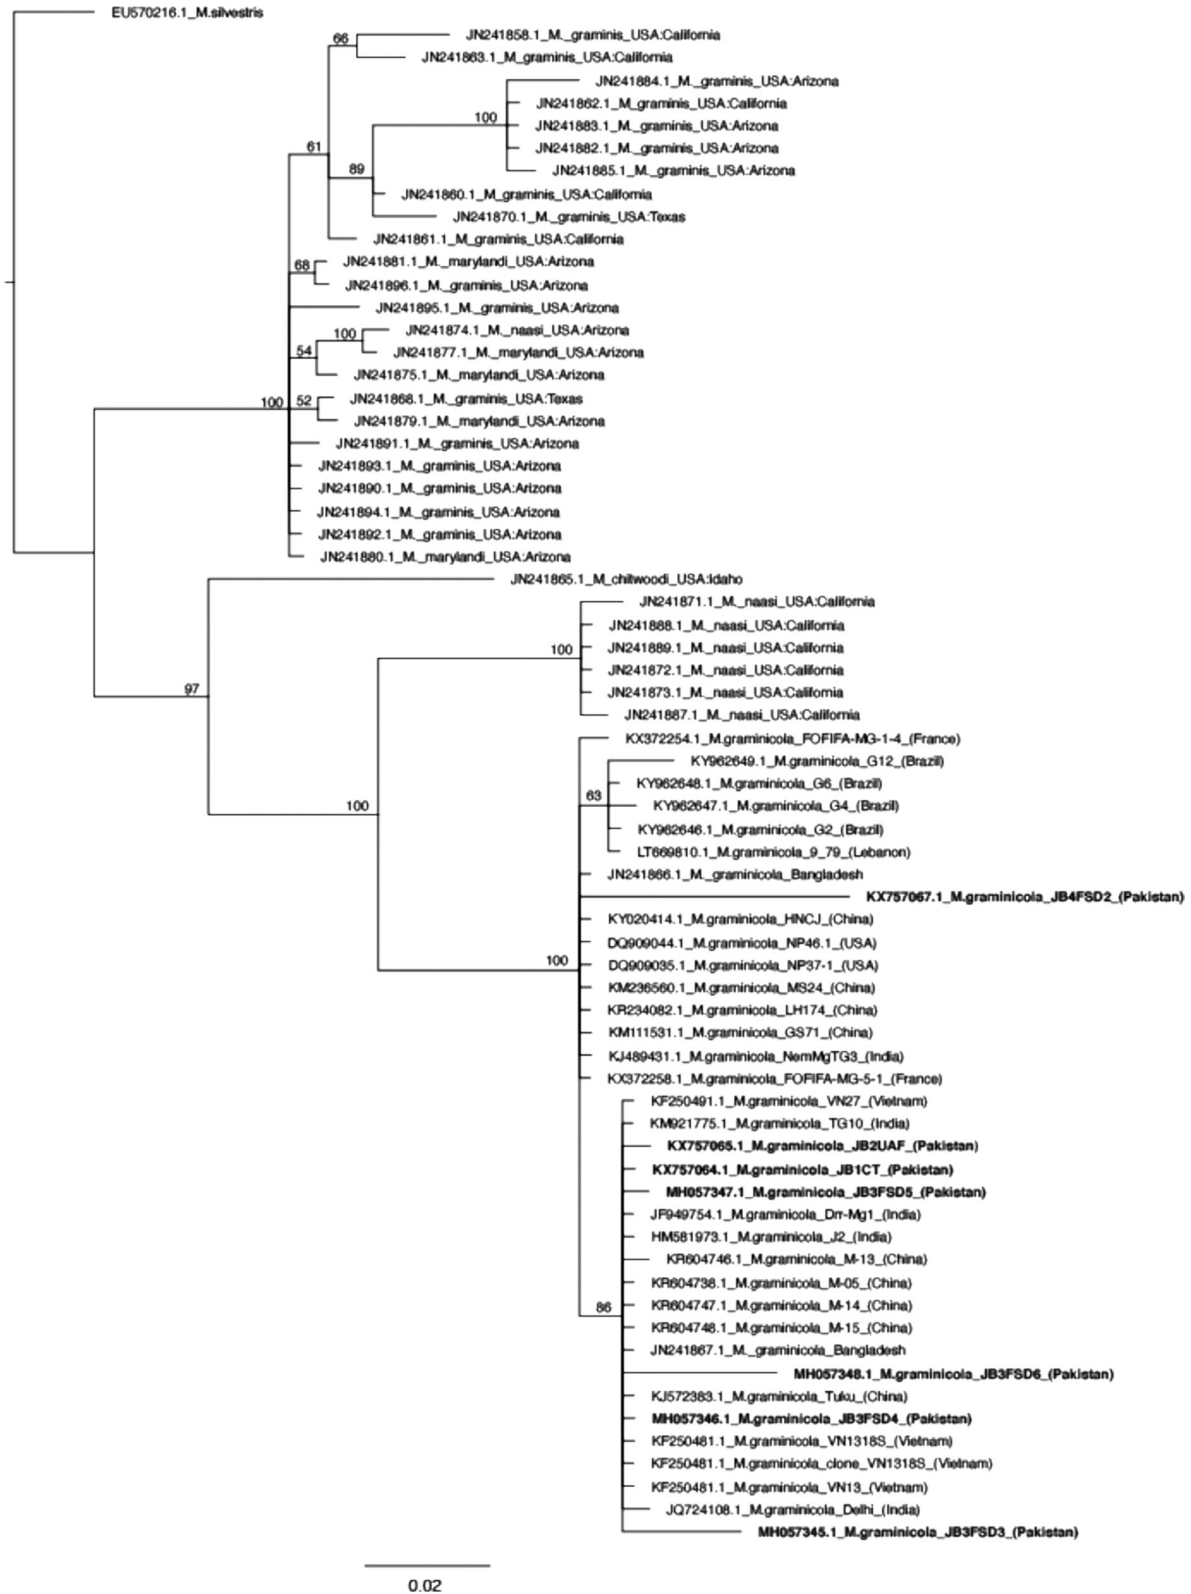 EU570216.1_M.silvestris
66
JN241858.1_M._graminis_USA:California
JN241863.1_M_graminis_USA:California
JN241884.1_M._graminis_USA:Arizona
JN241862.1_M_graminis_USA:California
100
JN241883.1_M._graminis_USA:Arizona
JN241882.1_M._graminis_USA:Arizona
61
89
JN241885.1_M._graminis_USA:Arizona
JN241860.1_M_graminis_USA:California
JN241870.1_M._graminis_USA:Texas
JN241861.1_M_graminis_USA:California
68
JN241881.1_M._marylandi_USA:Arizona
JN241896.1_M._graminis_USA:Arizona
JN241895.1_M._graminis_USA:Arizona
100
JN241874.1_M._naasi_USA:Arizona
54
JN241877.1_M._marylandi_USA:Arizona
JN241875.1_M._marylandi_USA:Arizona
100
52
JN241868.1_M._graminis_USA:Texas
JN241879.1_M._marylandi_USA:Arizona
JN241891.1_M._graminis_USA:Arizona
JN241893.1_M._graminis_USA:Arizona
JN241890.1_M._graminis_USA:Arizona
JN241894.1_M._graminis_USA:Arizona
JN241892.1_M._graminis_USA:Arizona
JN241880.1_M._marylandi_USA:Arizona
JN241865.1_M_chitwoodi_USA:Idaho
97
JN241871.1_M._naasi_USA:California
JN241888.1_M._naasi_USA:California
100
JN241889.1_M._naasi_USA:California
JN241872.1_M._naasi_USA:California
JN241873.1_M._naasi_USA:California
JN241887.1_M._naasi_USA:California
100
KX372254.1_M.graminicola_FOFIFA-MG-1-4_(France)
KY962649.1_M.graminicola_G12_(Brazil)
63
KY962648.1_M.graminicola_G6_(Brazil)
KY962647.1_M.graminicola_G4_(Brazil)
KY962646.1_M.graminicola_G2_(Brazil)
LT669810.1_M.graminicola_9_79_(Lebanon)
JN241866.1_M._graminicola_Bangladesh
KX757067.1_M.graminicola_JB4FSD2_(Pakistan)
KY020414.1_M.graminicola_HNCJ_(China)
DQ909044.1_M.graminicola_NP46.1_(USA)
100
DQ909035.1_M.graminicola_NP37-1_(USA)
KM236560.1_M.graminicola_MS24_(China)
KR234082.1_M.graminicola_LH174_(China)
KM111531.1_M.graminicola_GS71_(China)
KJ489431.1_M.graminicola_NemMgTG3_(India)
KX372258.1_M.graminicola_FOFIFA-MG-5-1_(France)
KF250491.1_M.graminicola_VN27_(Vietnam)
KM921775.1_M.graminicola_TG10_(India)
KX757065.1_M.graminicola_JB2UAF_(Pakistan)
KX757064.1_M.graminicola_JB1CT_(Pakistan)
MH057347.1_M.graminicola_JB3FSD5_(Pakistan)
JF949754.1_M.graminicola_Drr-Mg1_(India)
HM581973.1_M.graminicola_J2_(India)
KR604746.1_M.graminicola_M-13_(China)
KR604738.1_M.graminicola_M-05_(China)
86
KR604747.1_M.graminicola_M-14_(China)
KR604748.1_M.graminicola_M-15_(China)
JN241867.1_M._graminicola_Bangladesh
MH057348.1_M.graminicola_JB3FSD6_(Pakistan)
KJ572383.1_M.graminicola_Tuku_(China)
MH057346.1_M.graminicola_JB3FSD4_(Pakistan)
KF250481.1_M.graminicola_VN1318S_(Vietnam)
KF250481.1_M.graminicola_clone_VN1318S_(Vietnam)
KF250481.1_M.graminicola_VN13_(Vietnam)
JQ724108.1_M.graminicola_Delhi_(India)
MH057345.1_M.graminicola_JB3FSD3_(Pakistan)
0.02